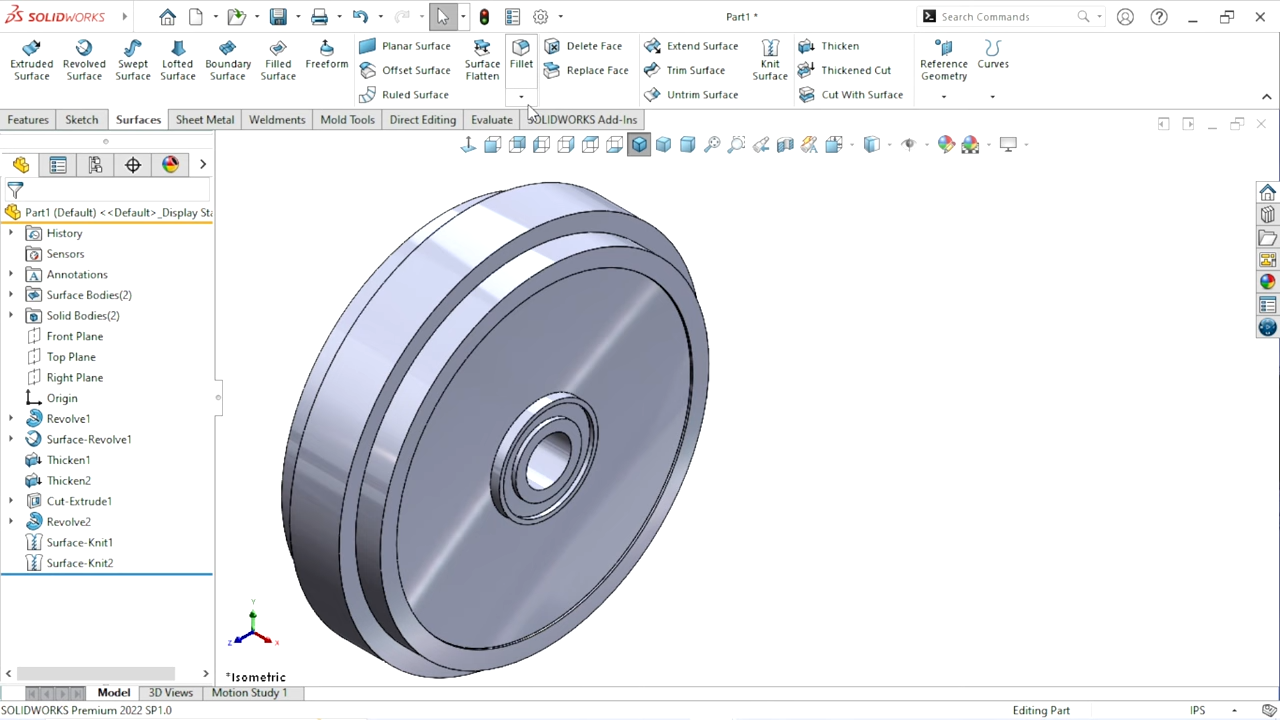 SOLIDWORKS
Part1 *
Search Commands
Extruded Surface
Revolved Surface
Swept Surface
Lofted Surface
Boundary Surface
Filled Surface
Freeform
Planar Surface
Offset Surface
Ruled Surface
Surface Flatten
Fillet
Delete Face
Replace Face
Extend Surface
Trim Surface
Untrim Surface
Knit Surface
Thicken
Thickened Cut
Cut With Surface
Reference Geometry
Curves
Features
Sketch
Surfaces
Sheet Metal
Weldments
Mold Tools
Direct Editing
Evaluate
SOLIDWORKS Add-Ins
Part1 (Default) <<Default>_Display Sta
History
Sensors
Annotations
Surface Bodies(2)
Solid Bodies(2)
Front Plane
Top Plane
Right Plane
Origin
Revolve1
Surface-Revolve1
Thicken1
Thicken2
Cut-Extrude1
Revolve2
Surface-Knit1
Surface-Knit2
Y
Z
X
*Isometric
Model
3D Views
Motion Study 1
SOLIDWORKS Premium 2022 SP1.0
Editing Part
IPS